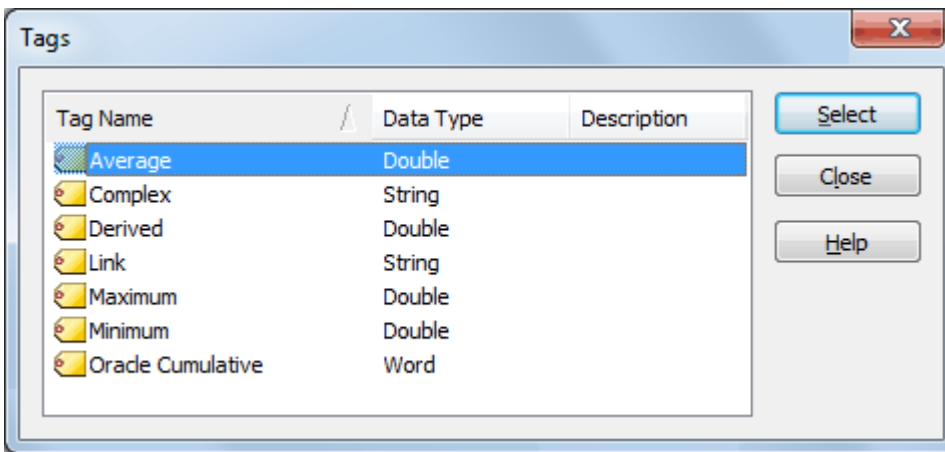 Tags
Tag Name Data Type Description
Average Double
Complex String
Derived Double
Link String
Maximum Double
Minimum Double
Oracle Cumulative Word
Select
Close
Help